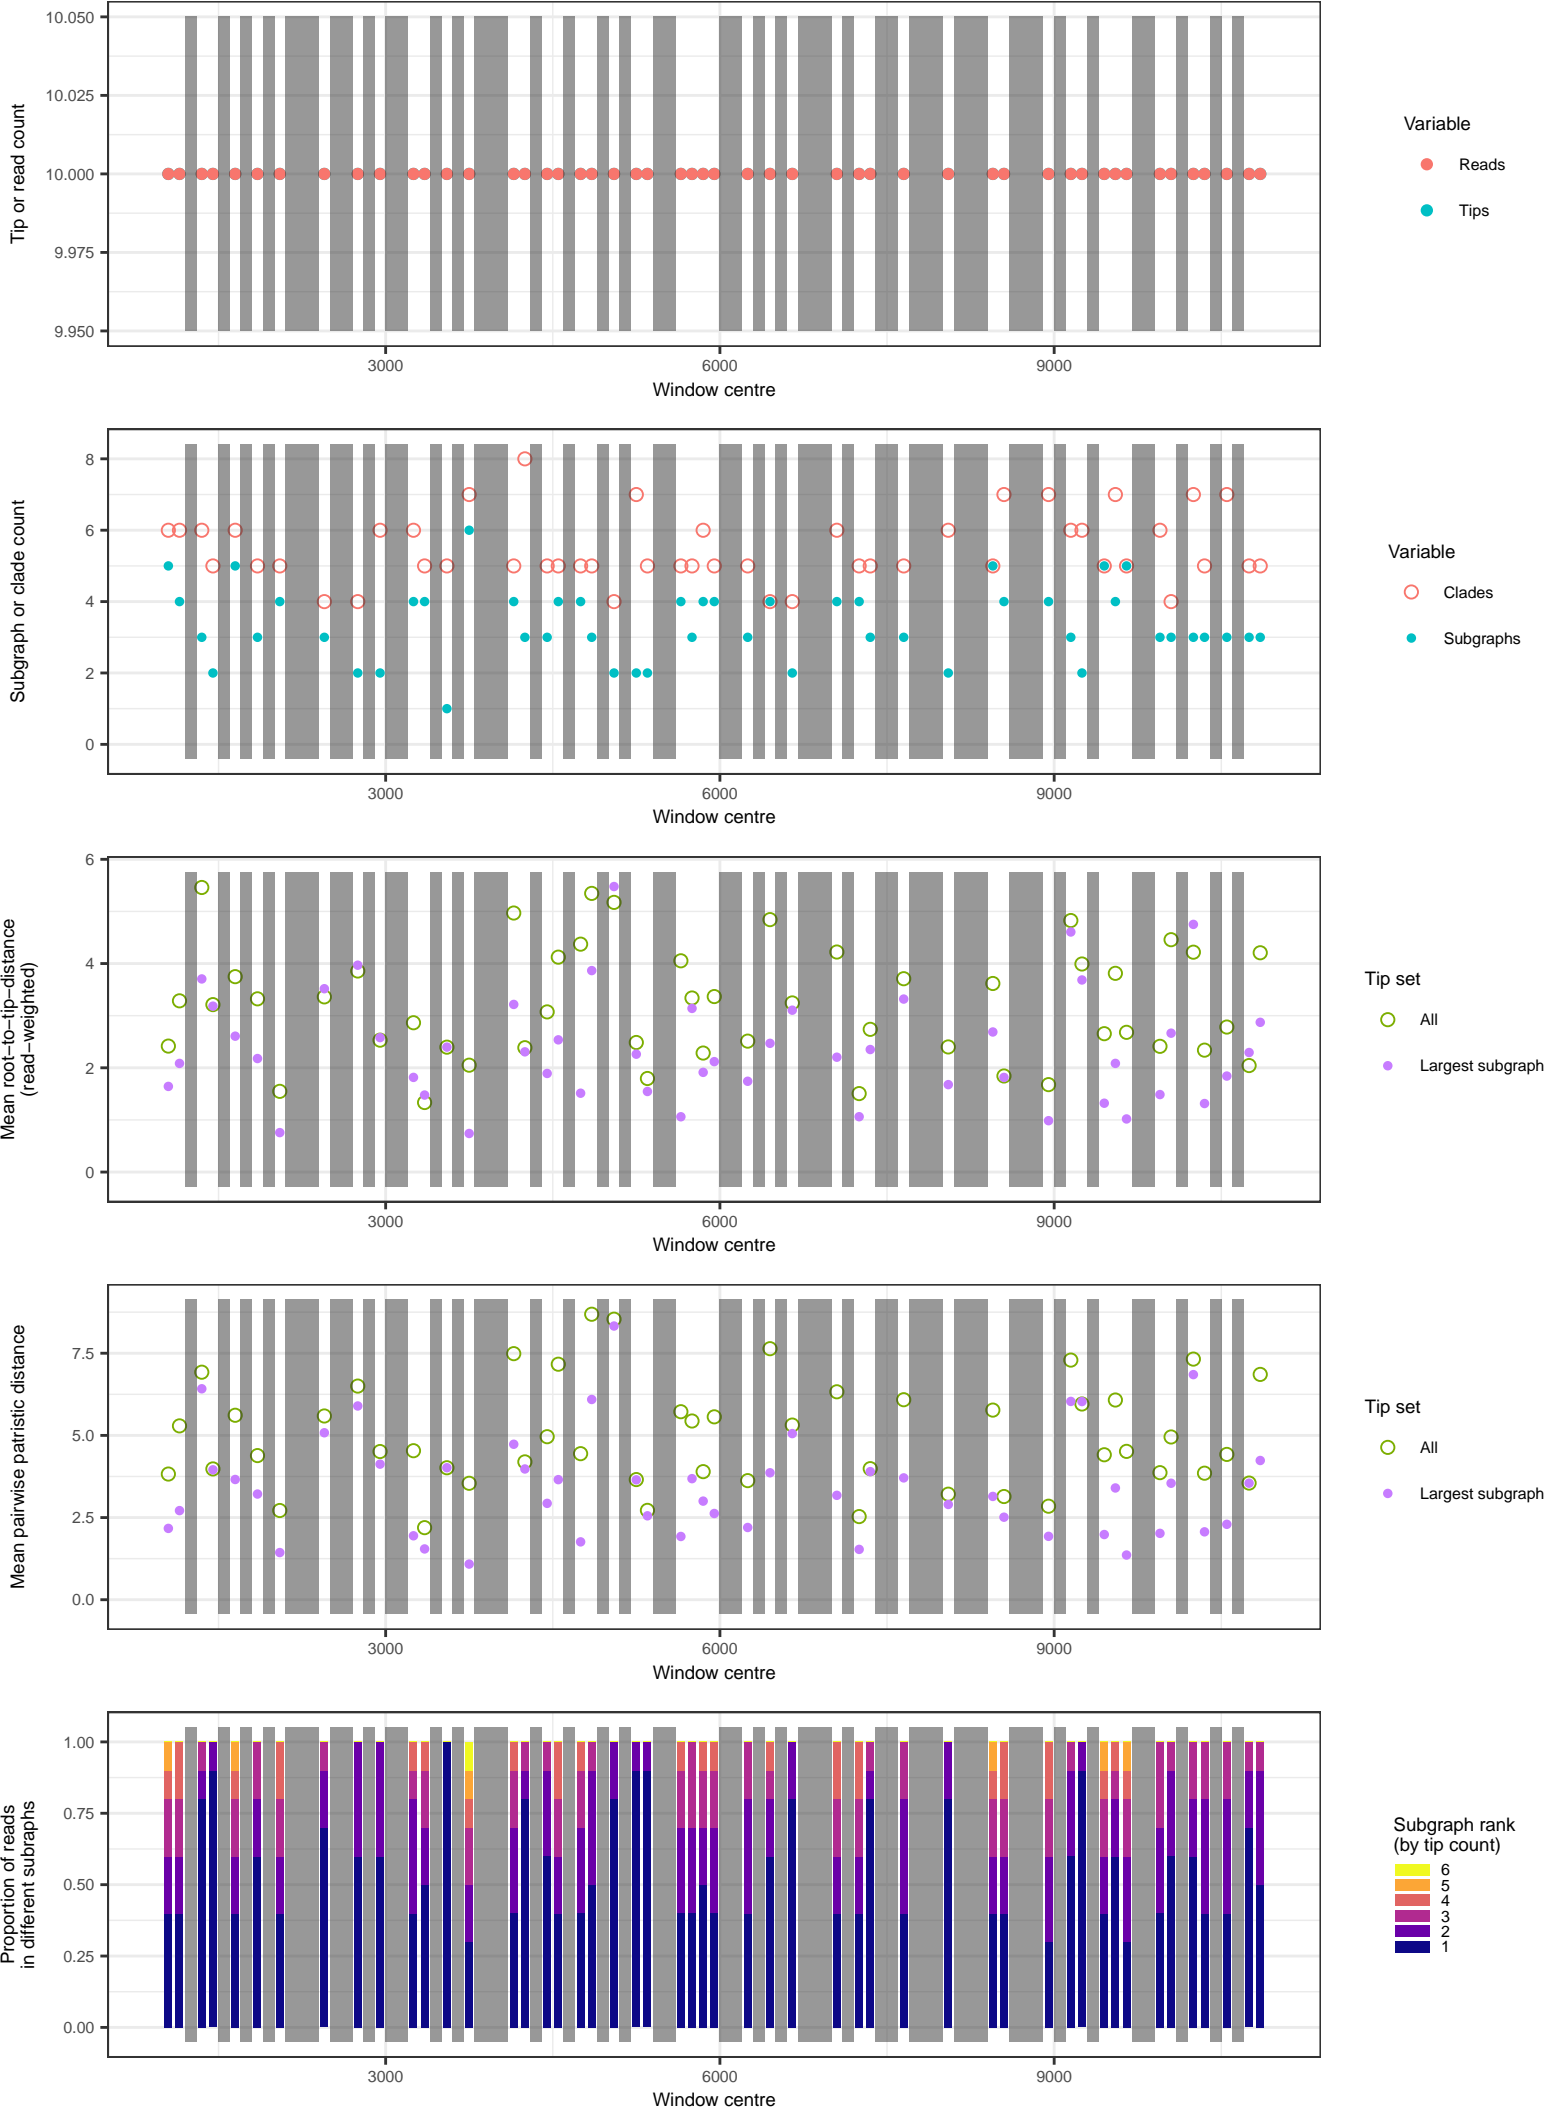 10.050
10.025
10.000
9.975
9.950
Tip or read count
3000
6000
9000
Window centre
Variable
Reads
Tips
8
6
4
2
0
Subgraph or clade count
3000
6000
9000
Window centre
Variable
Clades
Subgraphs
6
4
2
0
Mean root−to−tip−distance
(read−weighted)
3000
6000
9000
Window centre
Tip set
All
Largest subgraph
7.5
5.0
2.5
0.0
Mean pairwise patristic distance
3000
6000
9000
Window centre
Tip set
All
Largest subgraph
1.00
0.75
0.50
0.25
0.00
Proportion of reads
in different subraphs
3000
6000
9000
Window centre
Subgraph rank
(by tip count)
6
5
4
3
2
1